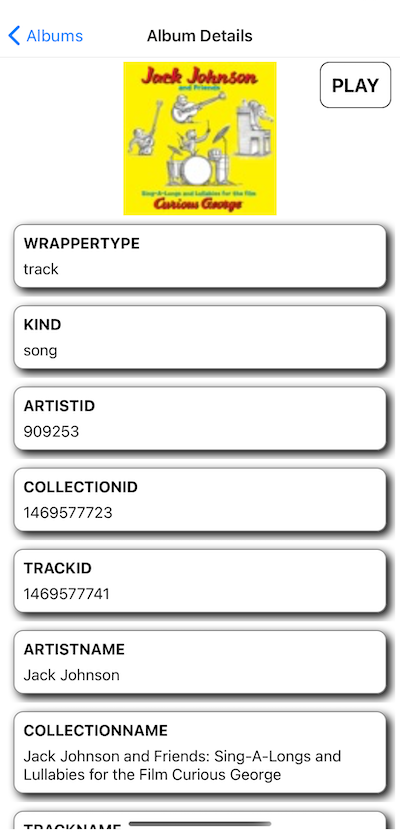 Albums
Album Details
PLAY
Jack Johnson
and Friends
Sing-A-Longs and Lullabies for the film
Curious George
WRAPPERTYPE
track
KIND
song
ARTISTID
909253
COLLECTIONID
1469577723
TRACKID
1469577741
ARTISTNAME
Jack Johnson
COLLECTIONNAME
Jack Johnson and Friends: Sing-A-Longs and
Lullabies for the Film Curious George
TRACKNAME